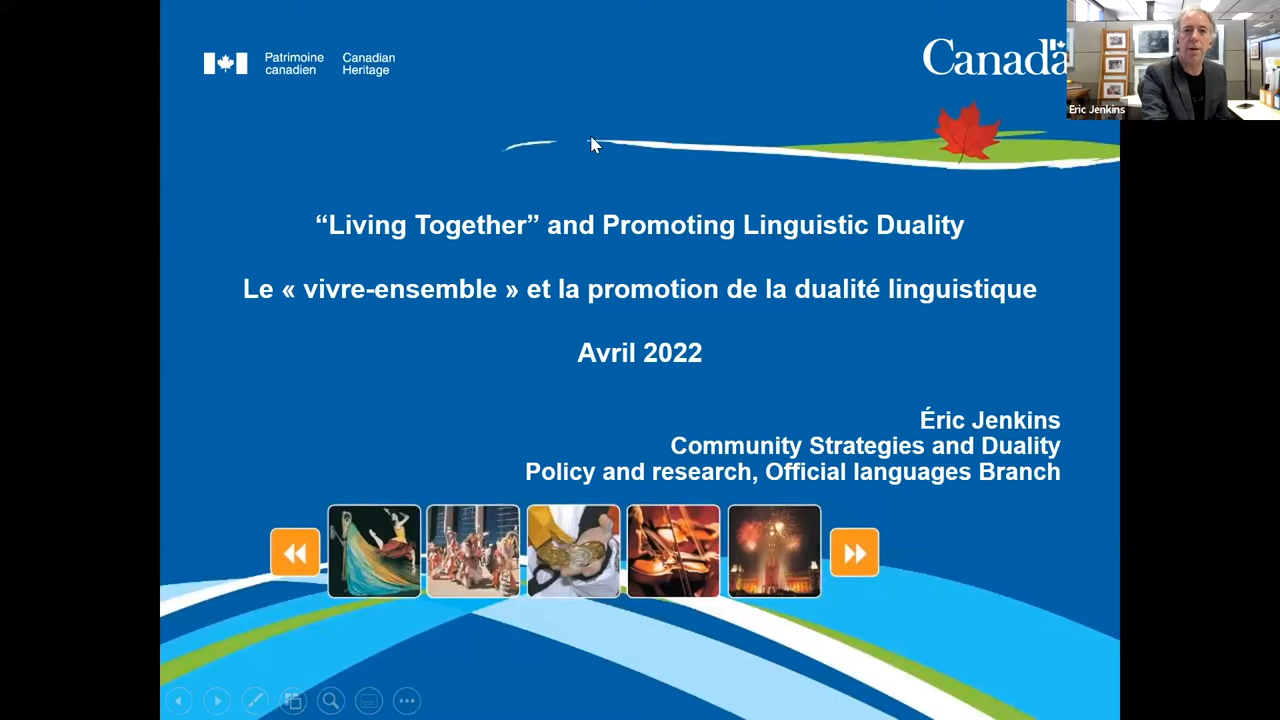 Patrimoine canadien
Canadian Heritage
Canada
Eric Jenkins
“Living Together” and Promoting Linguistic Duality
Le « vivre-ensemble » et la promotion de la dualité linguistique
Avril 2022
Éric Jenkins
Community Strategies and Duality
Policy and research, Official languages Branch